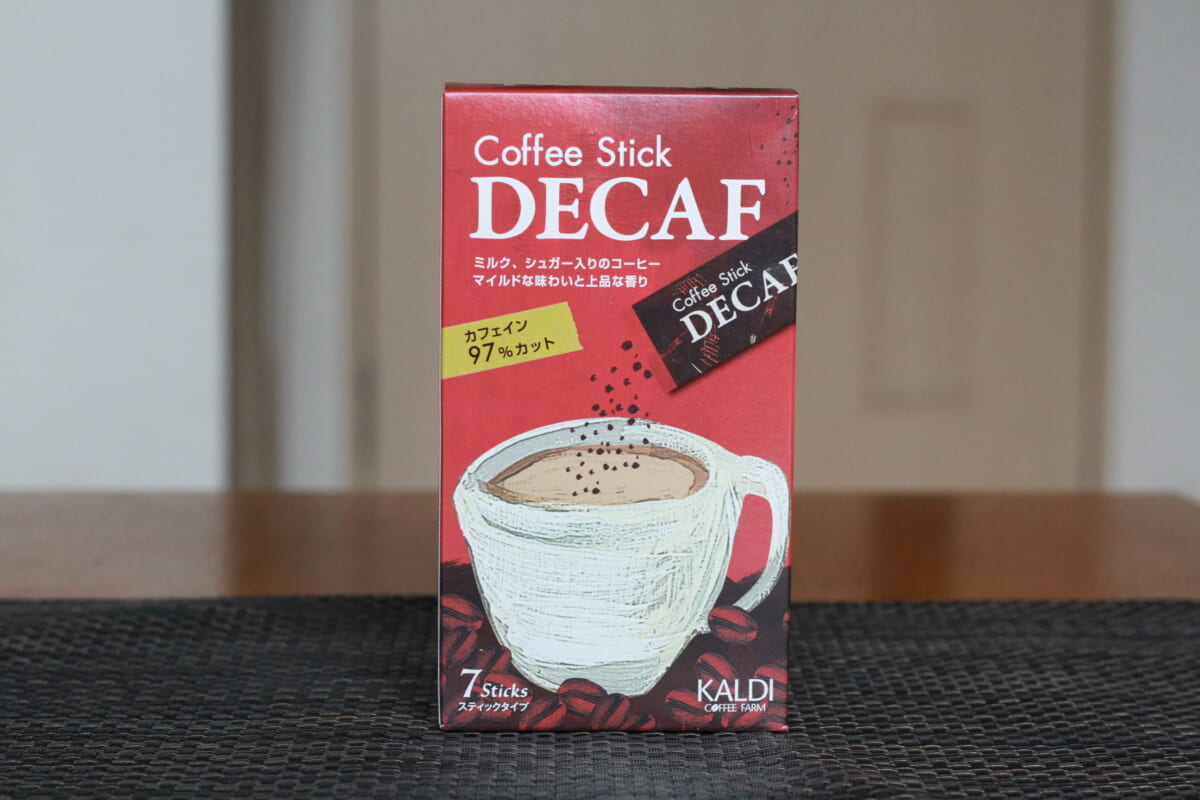 Coffee Stick
DECAF
ミルク、シュガー入りのコーヒー
マイルドな味わいと上品な香り
Coffee Stick
DECAF
カフェイン
97%カット
7 Sticks
スティックタイプ
KALDI
COFFEE FARM